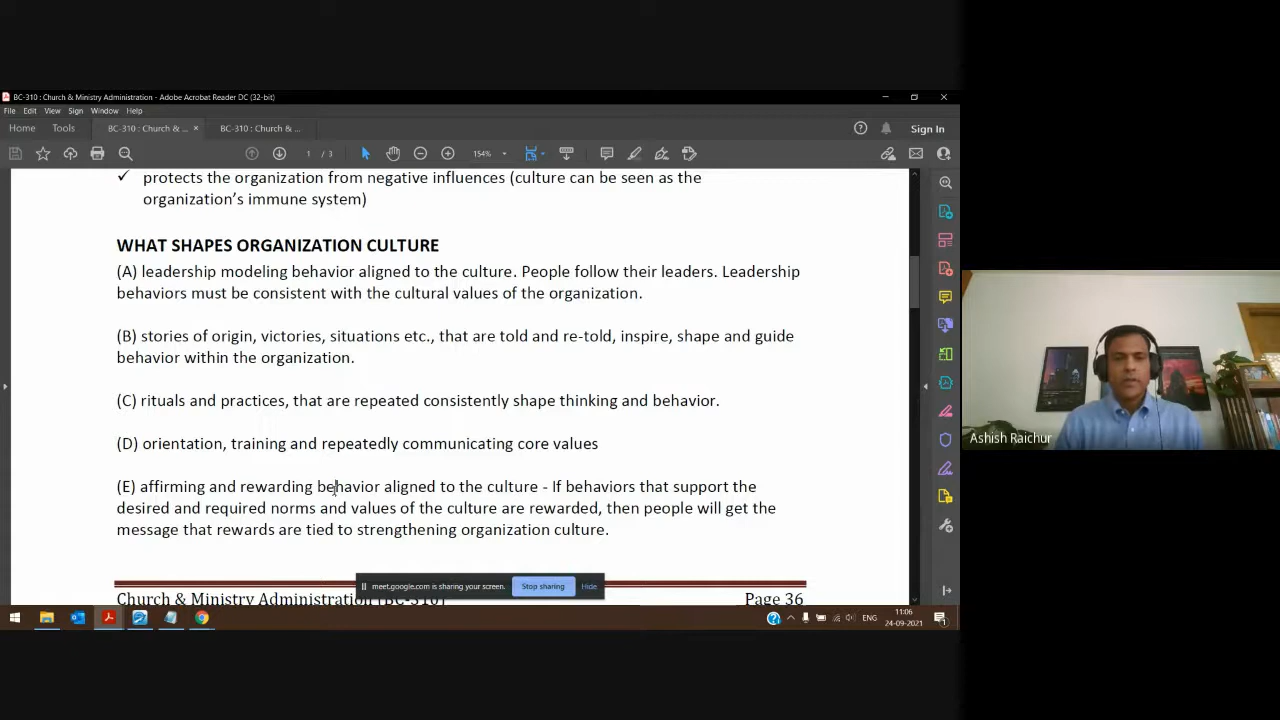 BC-310 : Church & Ministry Administration - Adobe Acrobat Reader DC (32-bit)
File Edit View Sign Window Help
Home Tools BC-310 : Church & ... × BC-310 : Church & ... Sign In
1 / 3 154%
✓ protects the organization from negative influences (culture can be seen as the
organization's immune system)
WHAT SHAPES ORGANIZATION CULTURE
(A) leadership modeling behavior aligned to the culture. People follow their leaders. Leadership
behaviors must be consistent with the cultural values of the organization.
(B) stories of origin, victories, situations etc., that are told and re-told, inspire, shape and guide
behavior within the organization.
(C) rituals and practices, that are repeated consistently shape thinking and behavior.
(D) orientation, training and repeatedly communicating core values
(E) affirming and rewarding behavior aligned to the culture - If behaviors that support the
desired and required norms and values of the culture are rewarded, then people will get the
message that rewards are tied to strengthening organization culture.
meet.google.com is sharing your screen. Stop sharing Hide
Church & Ministry Administration (BC-310) Page 36
11:06
ENG
24-09-2021
Ashish Raichur